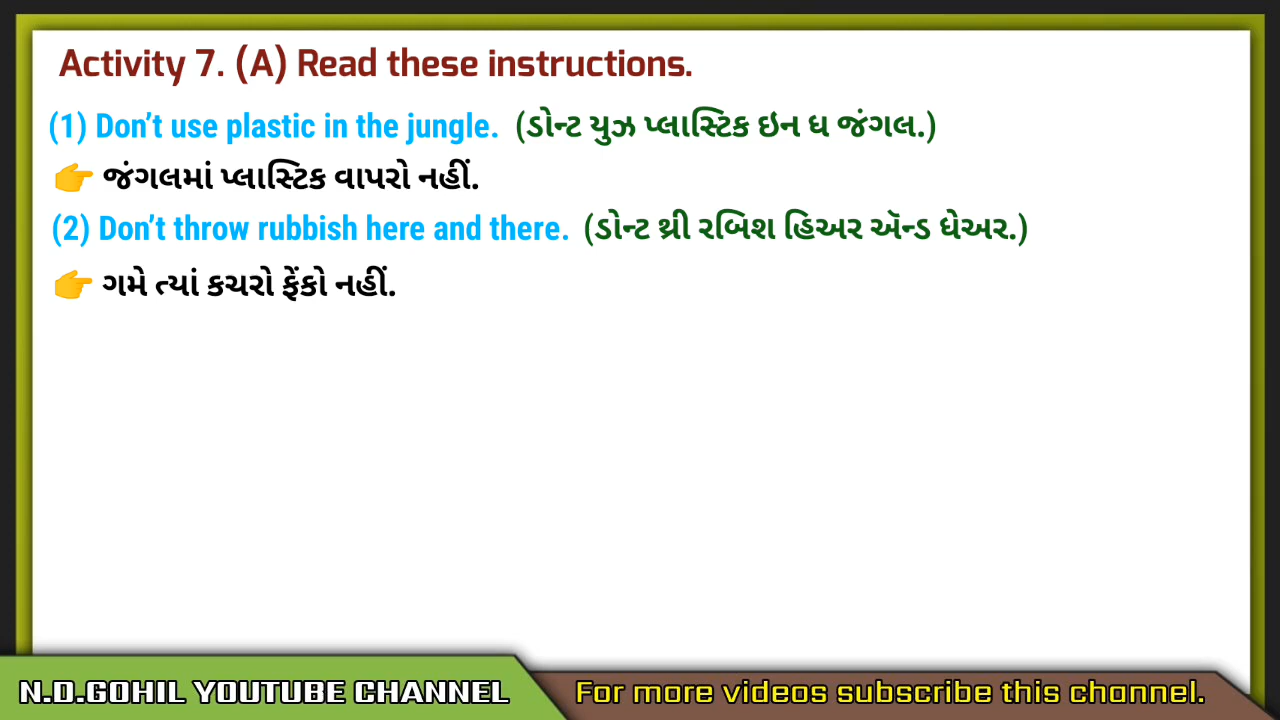 Activity 7. (A) Read these instructions.
(1) Don't use plastic in the jungle. (ડોન્ટ યુઝ પ્લાસ્ટિક ઇન ધ જંગલ.)
👉 જંગલમાં પ્લાસ્ટિક વાપરો નહીં.
(2) Don't throw rubbish here and there. (ડોન્ટ થ્રી રબિશ હિઅર ઍન્ડ ધેઅર.)
👉 ગમે ત્યાં કચરો ફેંકો નહીં.
N.D.GOHIL YOUTUBE CHANNEL
For more videos subscribe this channel.